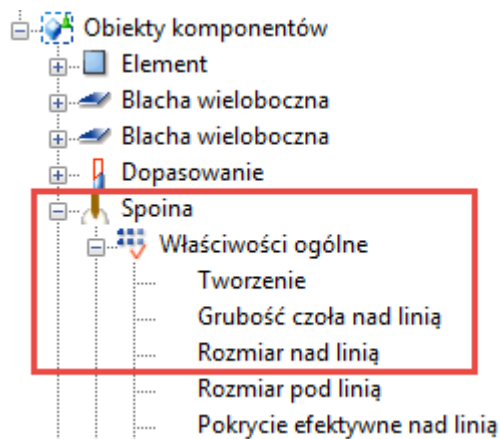 Obiekty komponentów
Element
Blacha wieloboczna
Blacha wieloboczna
Dopasowanie
Spoina
Właściwości ogólne
Tworzenie
Grubość czoła nad linią
Rozmiar nad linią
Rozmiar pod linią
Pokrycie efektywne nad linią